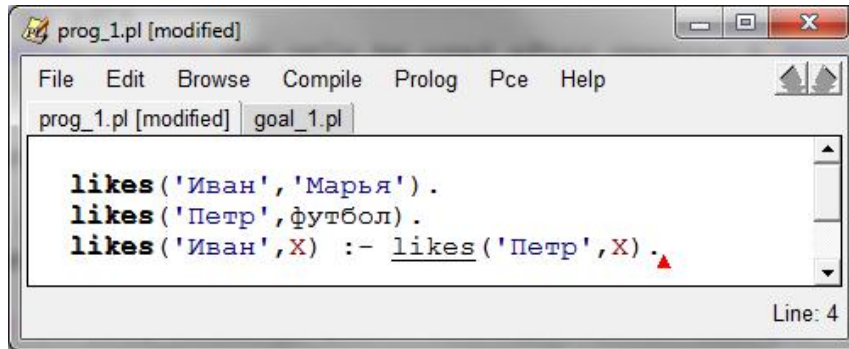 prog_1.pl [modified]
File Edit Browse Compile Prolog Pce Help
prog_1.pl [modified] goal_1.pl
likes('Иван','Марья').
likes('Петр',футбол).
likes('Иван',X) :- likes('Петр',X).
Line: 4